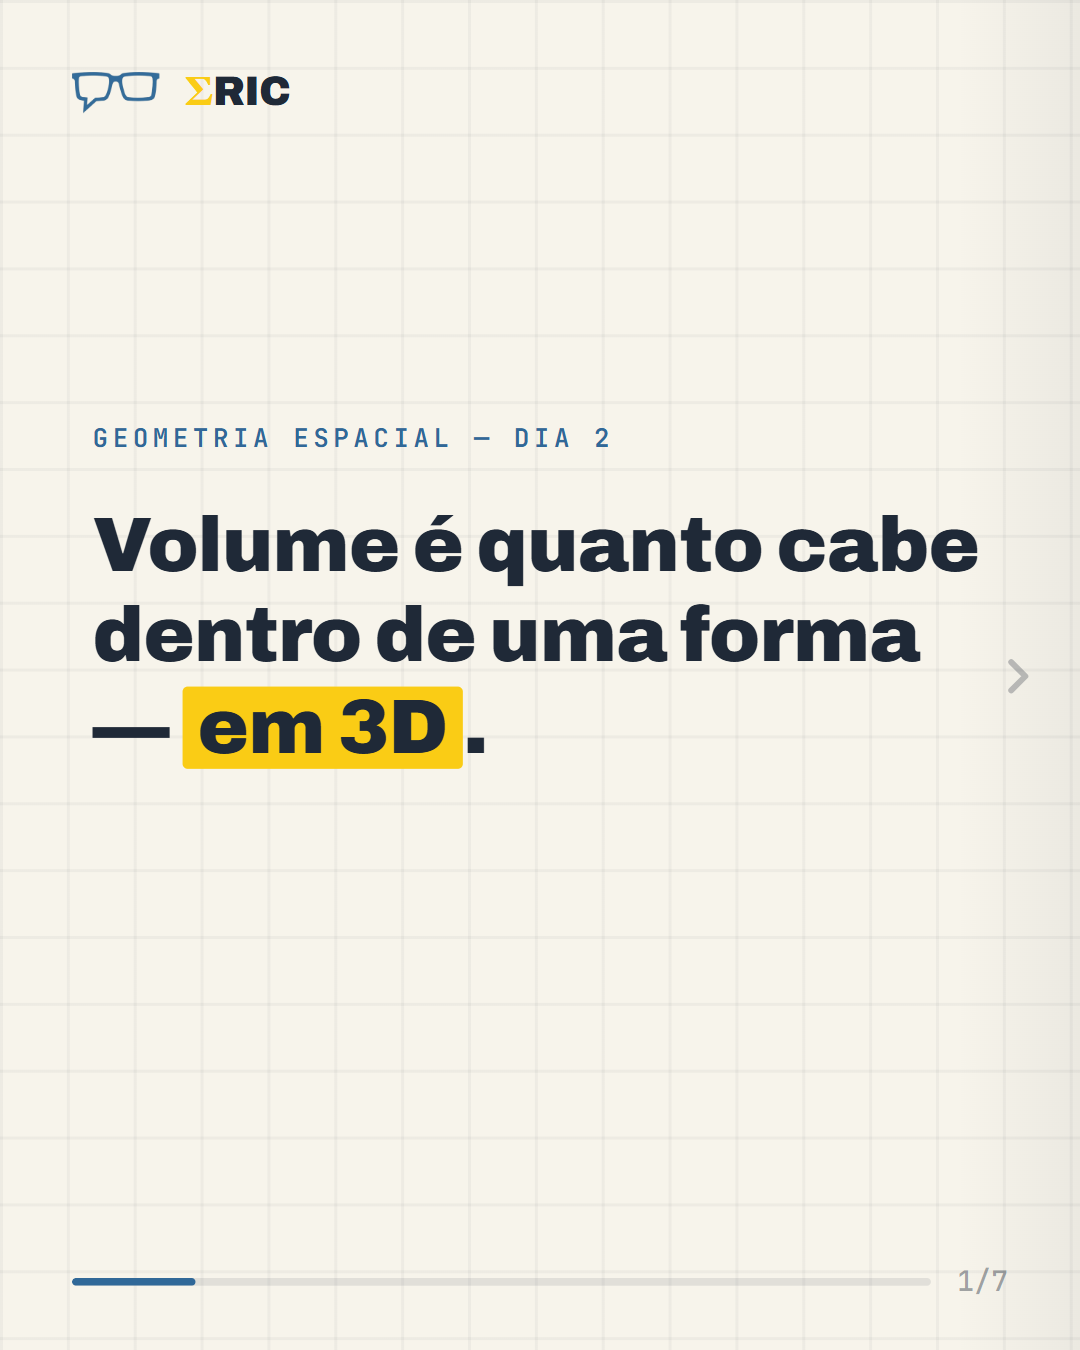 ΣRIC
GEOMETRIA ESPACIAL — DIA 2
Volume é quanto cabe
dentro de uma forma
— em 3D.
1/7